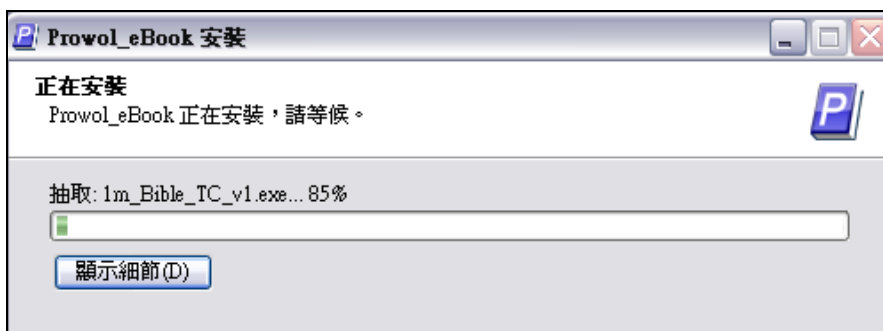 Prowol_eBook 安裝
正在安裝
Prowol_eBook 正在安裝，請等候。
P
抽取: 1m_Bible_TC_v1.exe... 85%
顯示細節(D)